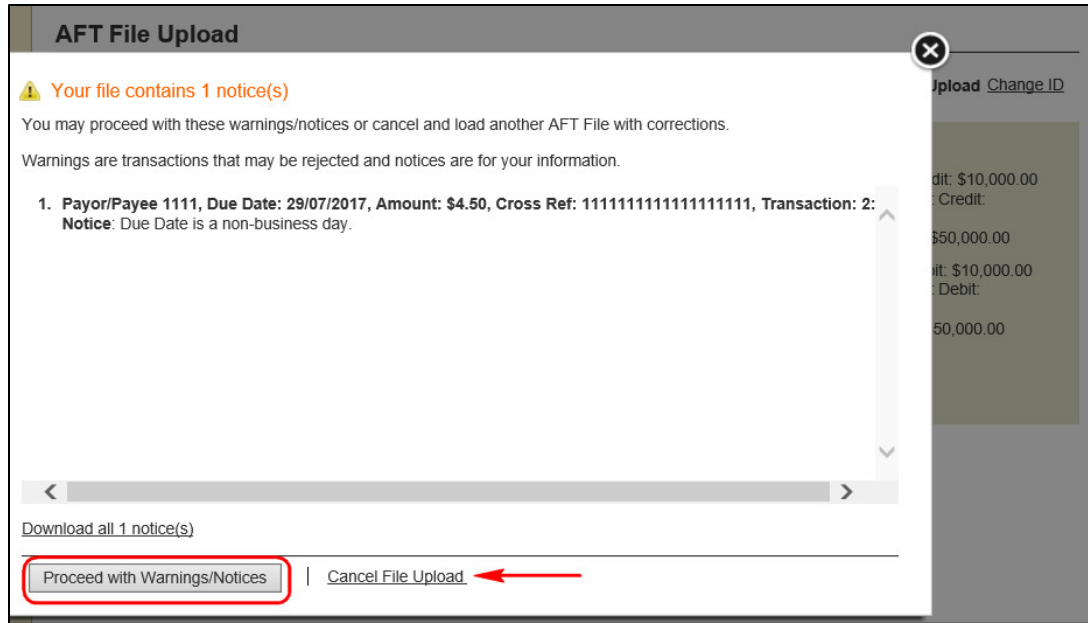 AFT File Upload
Upload Change ID
Your file contains 1 notice(s)
You may proceed with these warnings/notices or cancel and load another AFT File with corrections.
Warnings are transactions that may be rejected and notices are for your information.
1. Payor/Payee 1111, Due Date: 29/07/2017, Amount: $4.50, Cross Ref: 1111111111111111111, Transaction: 2:
Notice: Due Date is a non-business day.
dit: $10,000.00
: Credit:
$50,000.00
it: $10,000.00
: Debit:
50,000.00
Download all 1 notice(s)
Proceed with Warnings/Notices | Cancel File Upload